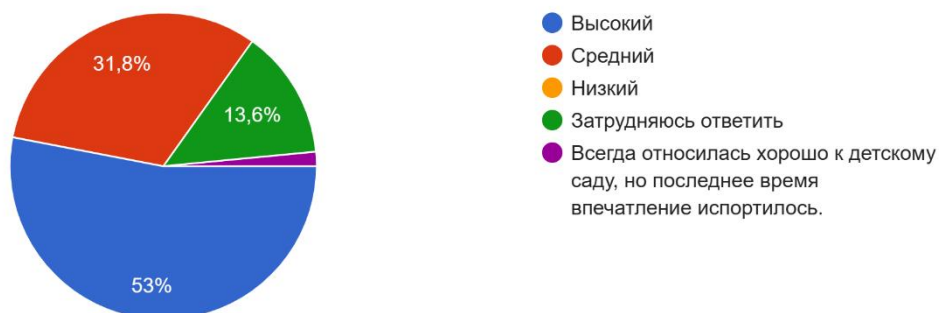 31,8%
13,6%
53%
Высокий
Средний
Низкий
Затрудняюсь ответить
Всегда относилась хорошо к детскому
саду, но последнее время
впечатление испортилось.